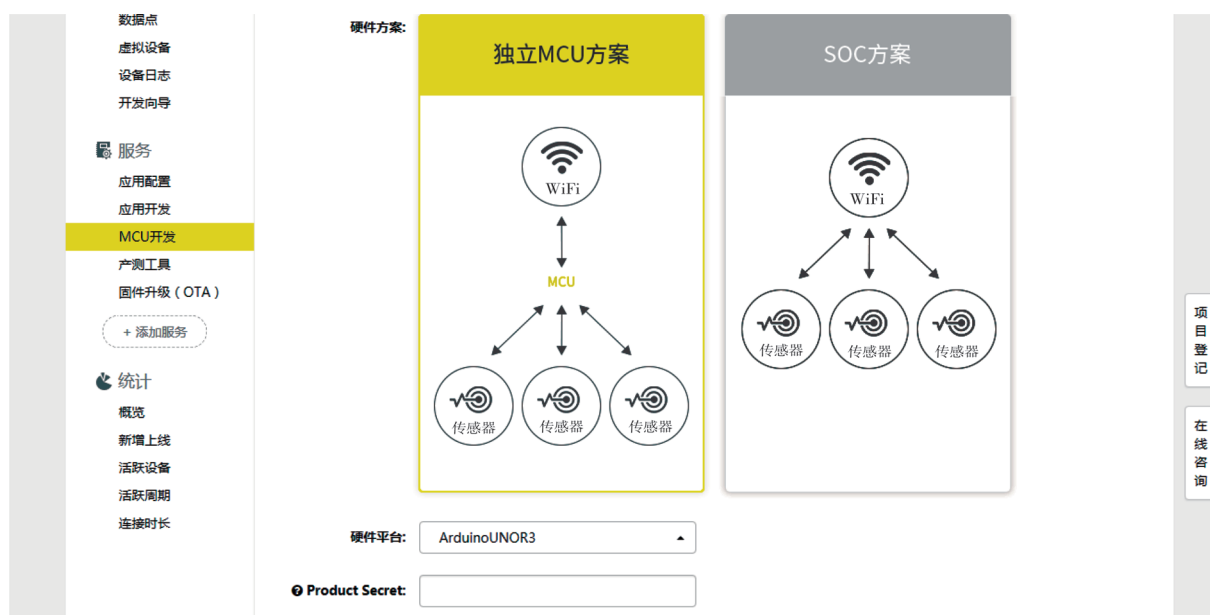 数据点
虚拟设备
设备日志
开发向导
服务
应用配置
应用开发
MCU开发
产测工具
固件升级（OTA）
+ 添加服务
统计
概览
新增上线
活跃设备
活跃周期
连接时长
硬件方案:
独立MCU方案
WiFi
MCU
传感器 传感器 传感器
SOC方案
WiFi
传感器 传感器 传感器
硬件平台: ArduinoUNOR3
Product Secret:
项目登记
在线咨询